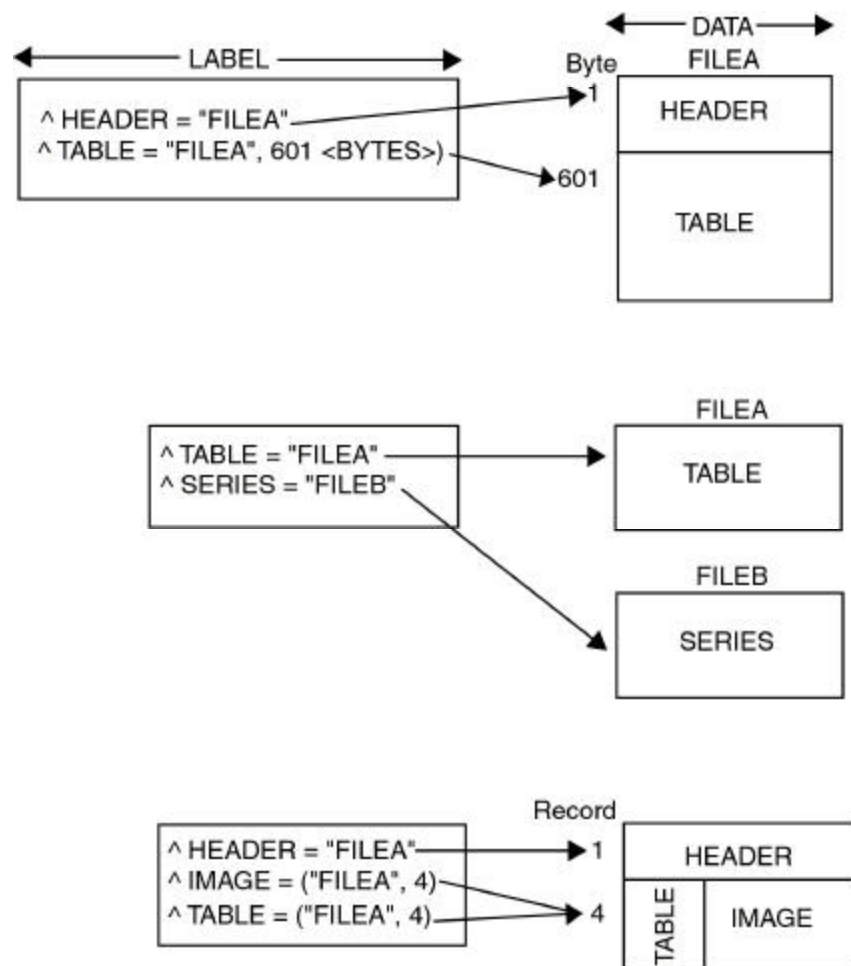 LABEL
DATA
Byte
FILEA
^ HEADER = "FILEA"
^ TABLE = "FILEA", 601 <BYTES>)
1
601
HEADER
TABLE
^ TABLE = "FILEA"
^ SERIES = "FILEB"
FILEA
TABLE
FILEB
SERIES
Record
^ HEADER = "FILEA"
^ IMAGE = ("FILEA", 4)
^ TABLE = ("FILEA", 4)
1
4
HEADER
TABLE
IMAGE